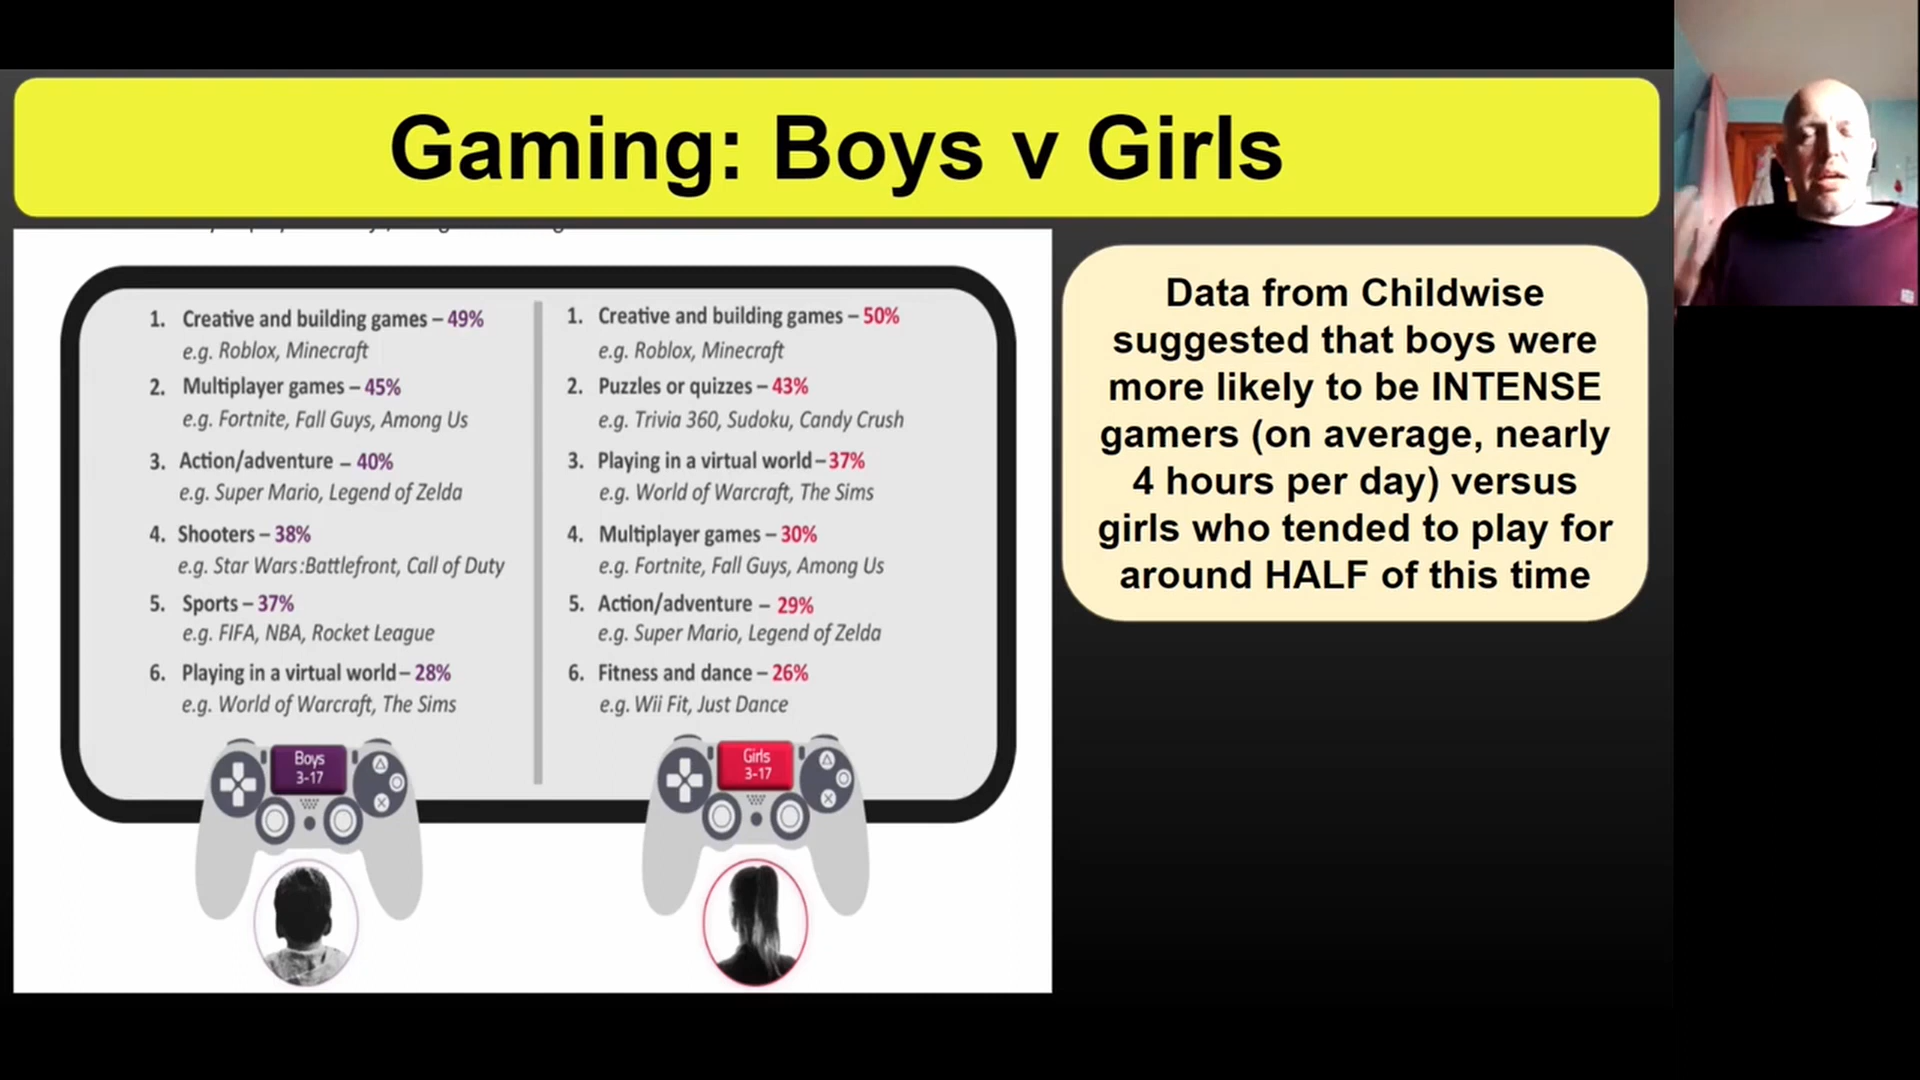 Gaming: Boys v Girls
1. Creative and building games – 49%
e.g. Roblox, Minecraft
2. Multiplayer games – 45%
e.g. Fortnite, Fall Guys, Among Us
3. Action/adventure – 40%
e.g. Super Mario, Legend of Zelda
4. Shooters – 38%
e.g. Star Wars:Battlefront, Call of Duty
5. Sports – 37%
e.g. FIFA, NBA, Rocket League
6. Playing in a virtual world – 28%
e.g. World of Warcraft, The Sims
Boys
3-17
1. Creative and building games – 50%
e.g. Roblox, Minecraft
2. Puzzles or quizzes – 43%
e.g. Trivia 360, Sudoku, Candy Crush
3. Playing in a virtual world – 37%
e.g. World of Warcraft, The Sims
4. Multiplayer games – 30%
e.g. Fortnite, Fall Guys, Among Us
5. Action/adventure – 29%
e.g. Super Mario, Legend of Zelda
6. Fitness and dance – 26%
e.g. Wii Fit, Just Dance
Girls
3-17
Data from Childwise
suggested that boys were
more likely to be INTENSE
gamers (on average, nearly
4 hours per day) versus
girls who tended to play for
around HALF of this time